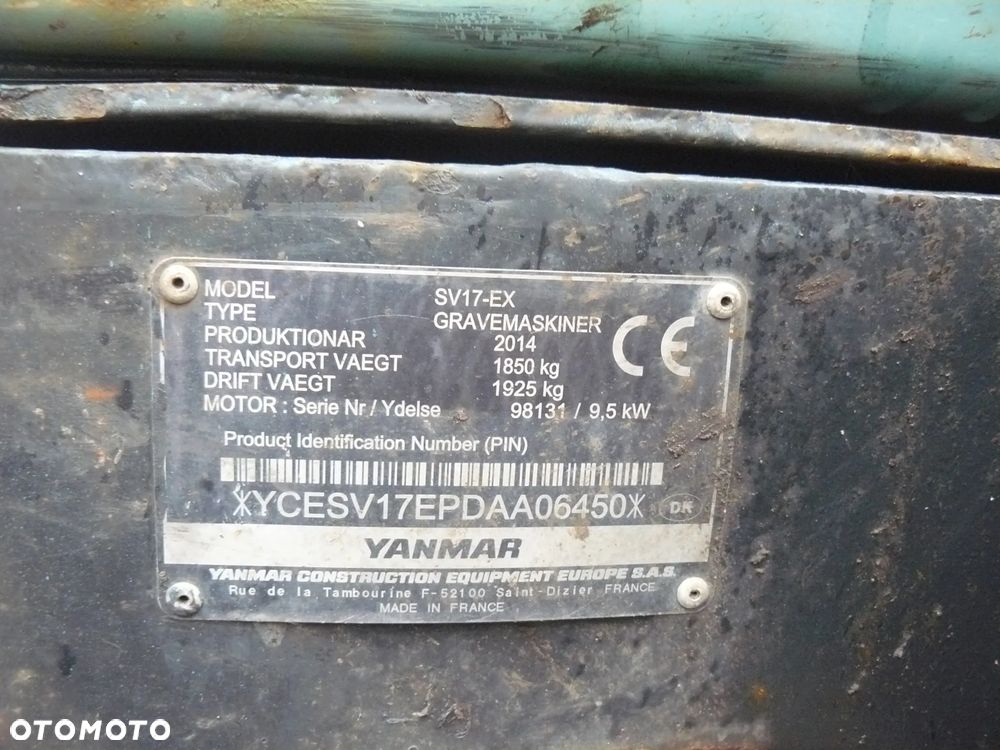 MODEL SV17-EX
TYPE GRAVEMASKINER
PRODUKTIONAR 2014
TRANSPORT VAEGT 1850 kg
DRIFT VAEGT 1925 kg
MOTOR : Serie Nr / Ydelse 98131 / 9,5 kW
CE
Product Identification Number (PIN)
*YCESV17EPDAA06450* DK
YANMAR
YANMAR CONSTRUCTION EQUIPMENT EUROPE S.A.S.
Rue de la Tambourine F-52100 Saint-Dizier FRANCE
MADE IN FRANCE
OTOMOTO